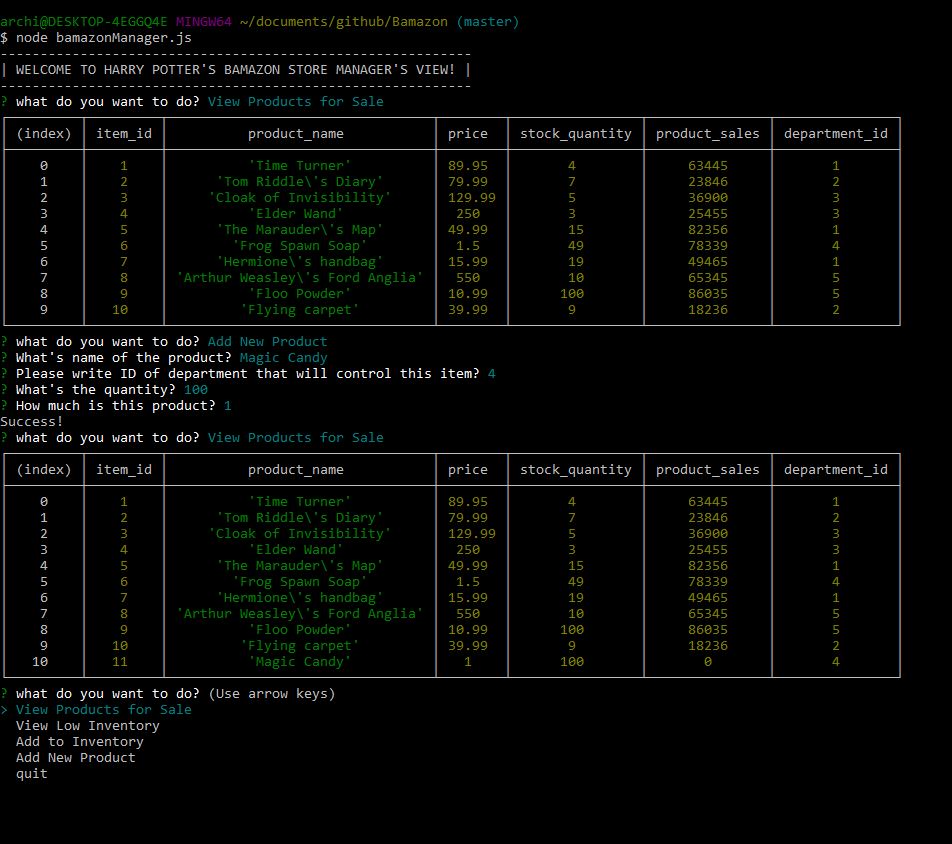 archi@DESKTOP-4EGGQ4E MINGW64 ~/documents/github/Bamazon (master)
$ node bamazonManager.js
---------------------------------------------------------
| WELCOME TO HARRY POTTER'S BAMAZON STORE MANAGER'S VIEW! |
---------------------------------------------------------
? what do you want to do? View Products for Sale
(index) item_id product_name price stock_quantity product_sales department_id
0 1 'Time Turner' 89.95 4 63445 1
1 2 'Tom Riddle\'s Diary' 79.99 7 23846 2
2 3 'Cloak of Invisibility' 129.99 5 36900 3
3 4 'Elder Wand' 250 3 25455 3
4 5 'The Marauder\'s Map' 49.99 15 82356 1
5 6 'Frog Spawn Soap' 1.5 49 78339 4
6 7 'Hermione\'s handbag' 15.99 19 49465 1
7 8 'Arthur Weasley\'s Ford Anglia' 550 10 65345 5
8 9 'Floo Powder' 10.99 100 86035 5
9 10 'Flying carpet' 39.99 9 18236 2
? what do you want to do? Add New Product
? What's name of the product? Magic Candy
? Please write ID of department that will control this item? 4
? What's the quantity? 100
? How much is this product? 1
Success!
? what do you want to do? View Products for Sale
(index) item_id product_name price stock_quantity product_sales department_id
0 1 'Time Turner' 89.95 4 63445 1
1 2 'Tom Riddle\'s Diary' 79.99 7 23846 2
2 3 'Cloak of Invisibility' 129.99 5 36900 3
3 4 'Elder Wand' 250 3 25455 3
4 5 'The Marauder\'s Map' 49.99 15 82356 1
5 6 'Frog Spawn Soap' 1.5 49 78339 4
6 7 'Hermione\'s handbag' 15.99 19 49465 1
7 8 'Arthur Weasley\'s Ford Anglia' 550 10 65345 5
8 9 'Floo Powder' 10.99 100 86035 5
9 10 'Flying carpet' 39.99 9 18236 2
10 11 'Magic Candy' 1 100 0 4
? what do you want to do? (Use arrow keys)
> View Products for Sale
View Low Inventory
Add to Inventory
Add New Product
quit